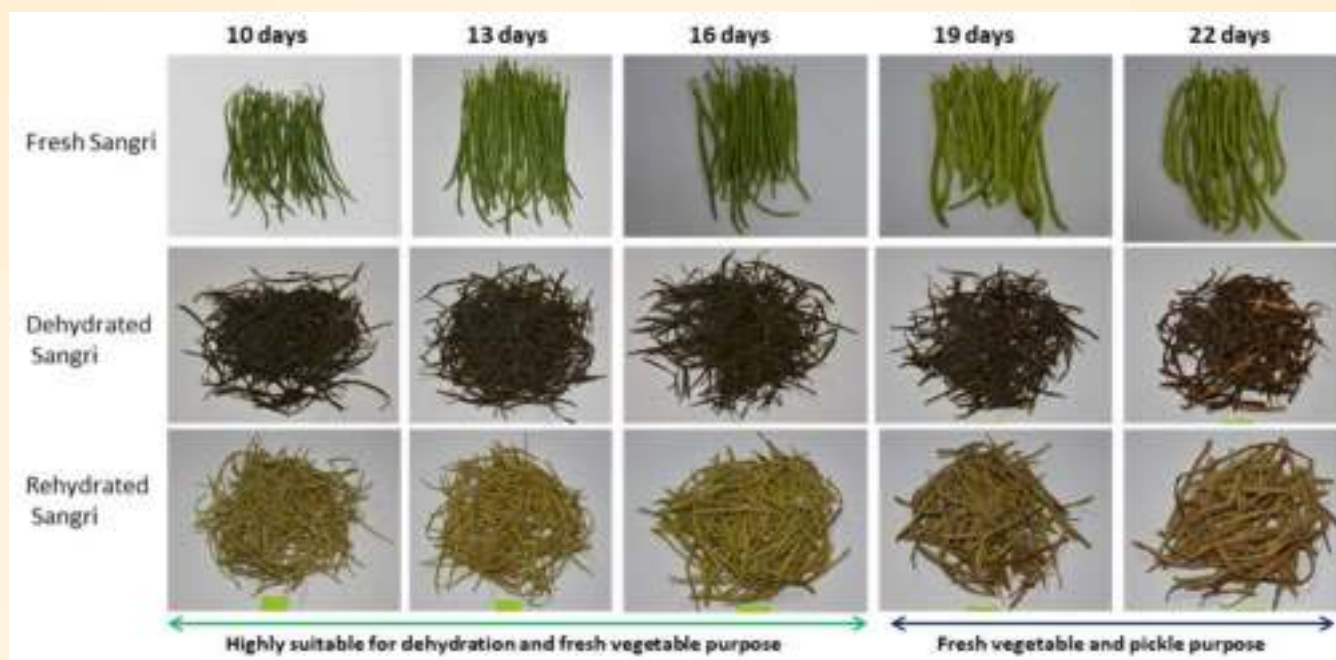 10 days 13 days 16 days 19 days 22 days
Fresh Sangri
Dehydrated
Sangri
Rehydrated
Sangri
Highly suitable for dehydration and fresh vegetable purpose Fresh vegetable and pickle purpose